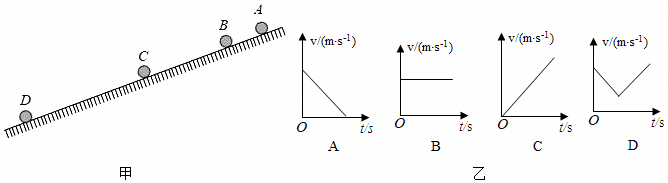 A
B
C
D
甲
v/(m·s⁻¹)
O
t/s
A
v/(m·s⁻¹)
O
t/s
B
v/(m·s⁻¹)
O
t/s
C
v/(m·s⁻¹)
O
t/s
D
乙